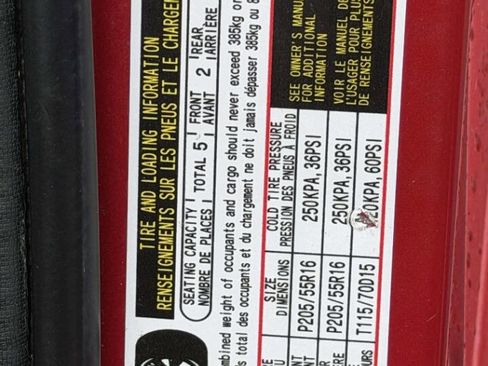 TIRE AND LOADING INFORMATION
RENSEIGNEMENTS SUR LES PNEUS ET LE CHARGE
SEATING CAPACITY TOTAL 5 FRONT 2 REAR
NOMBRE DE PLACES AVANT ARRIÈRE
weight of occupants and cargo should never exceed 385kg or
total des occupants et du chargement ne doit jamais dépasser 385kg ou 8
SIZE COLD TIRE PRESSURE
DIMENSIONS PRESSION DES PNEUS À FROID
P205/55R16 250KPA, 36PSI
P205/55R16 250KPA, 36PSI
T115/70D15 20KPA, 60PSI
SEE OWNER'S MANU
FOR ADDITIONAL
INFORMATION
VOIR LE MANUEL DE
L'USAGER POUR PLUS
DE RENSEIGNEMENTS